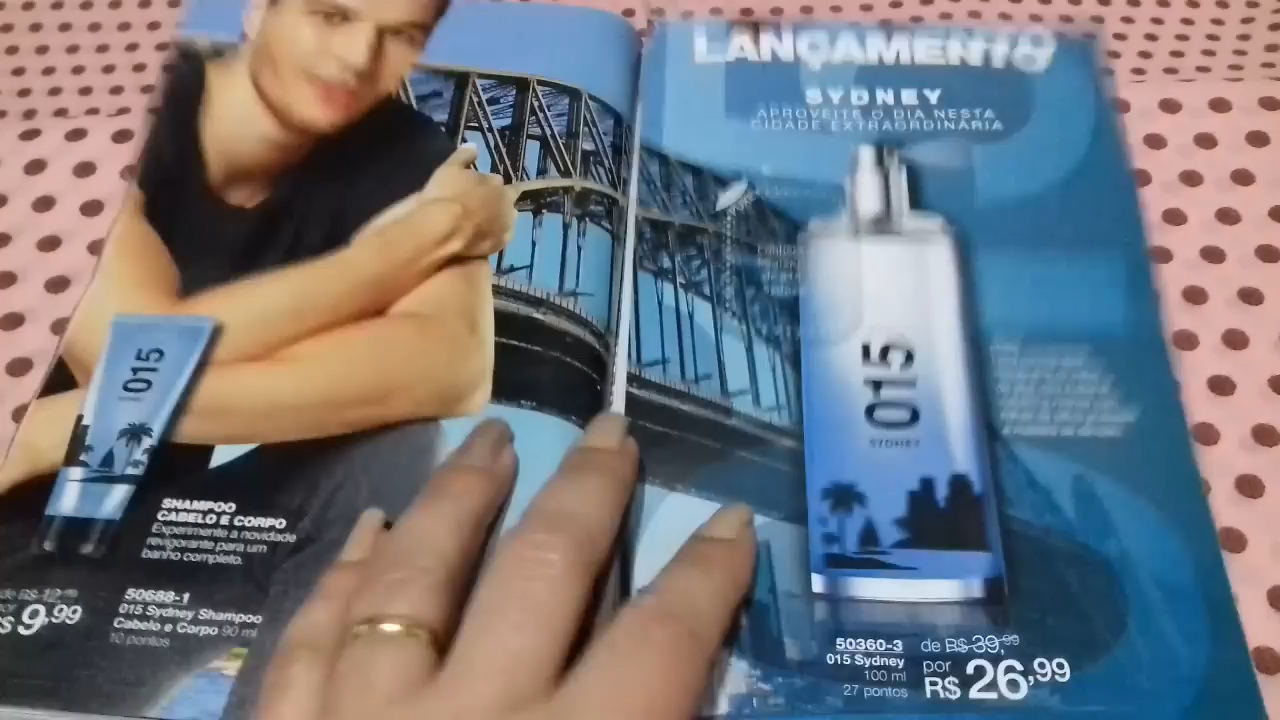 015
SHAMPOO
CABELO E CORPO
Experimente a novidade
revigorante para um
banho completo.
de R$ 12,99
por
R$ 9,99
50688-1
015 Sydney Shampoo
Cabelo e Corpo 90 ml
10 pontos
LANÇAMENTO
SYDNEY
APROVEITE O DIA NESTA
CIDADE EXTRAORDINÁRIA
015
SYDNEY
50360-3
015 Sydney
100 ml
27 pontos
de R$ 39,99
por
R$ 26,99